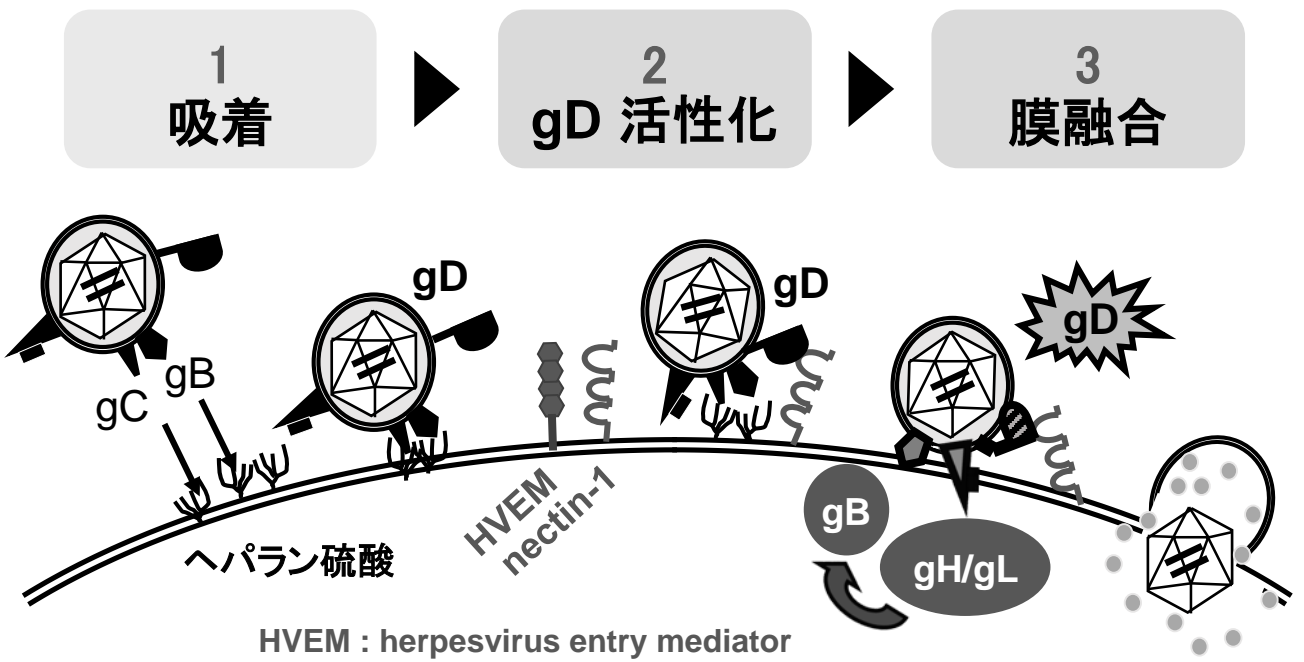 1
吸着
2
gD 活性化
3
膜融合
gD
gD
gD
gB
gC
HVEM
nectin-1
ヘパラン硫酸
gB
gH/gL
HVEM : herpesvirus entry mediator